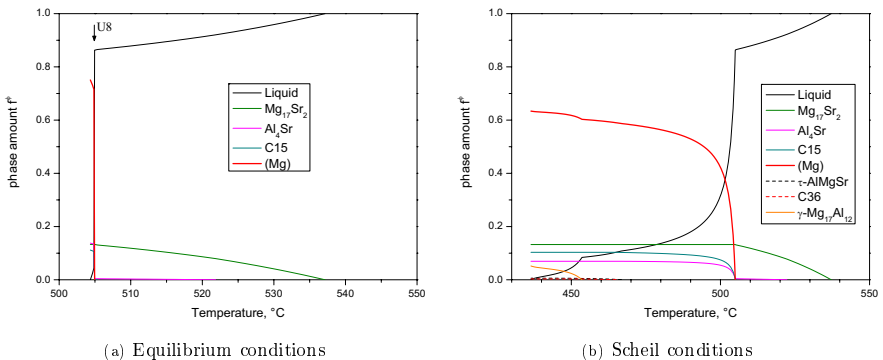 U8
1.0
0.8
0.6
0.4
0.2
0.0
phase amount fᶲ
500 510 520 530 540 550
Temperature, °C
Liquid
Mg₁₇Sr₂
Al₄Sr
C15
(Mg)
(a) Equilibrium conditions
1.0
0.8
0.6
0.4
0.2
0.0
phase amount fᶲ
450 500 550
Temperature, °C
Liquid
Mg₁₇Sr₂
Al₄Sr
C15
(Mg)
τ-AlMgSr
C36
γ-Mg₁₇Al₁₂
(b) Scheil conditions